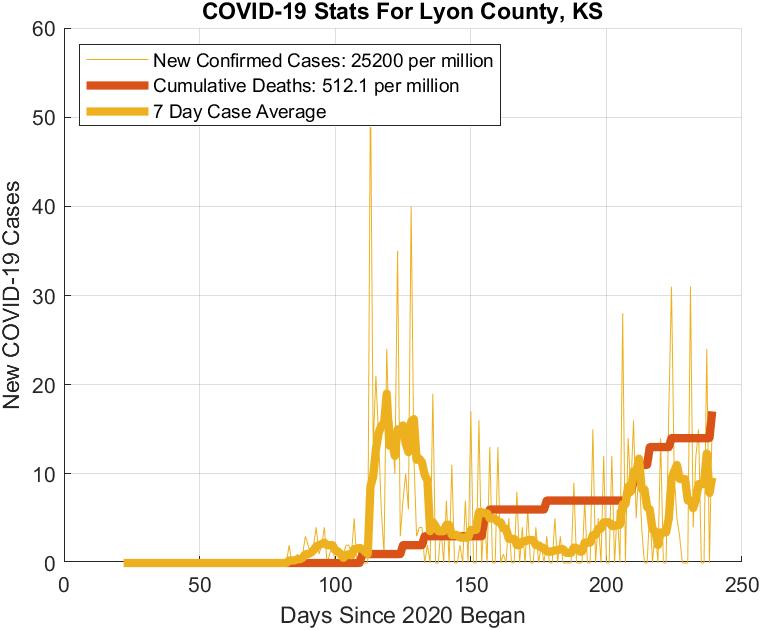 COVID-19 Stats For Lyon County, KS
New Confirmed Cases: 25200 per million
Cumulative Deaths: 512.1 per million
7 Day Case Average
New COVID-19 Cases
60
50
40
30
20
10
0
0 50 100 150 200 250
Days Since 2020 Began